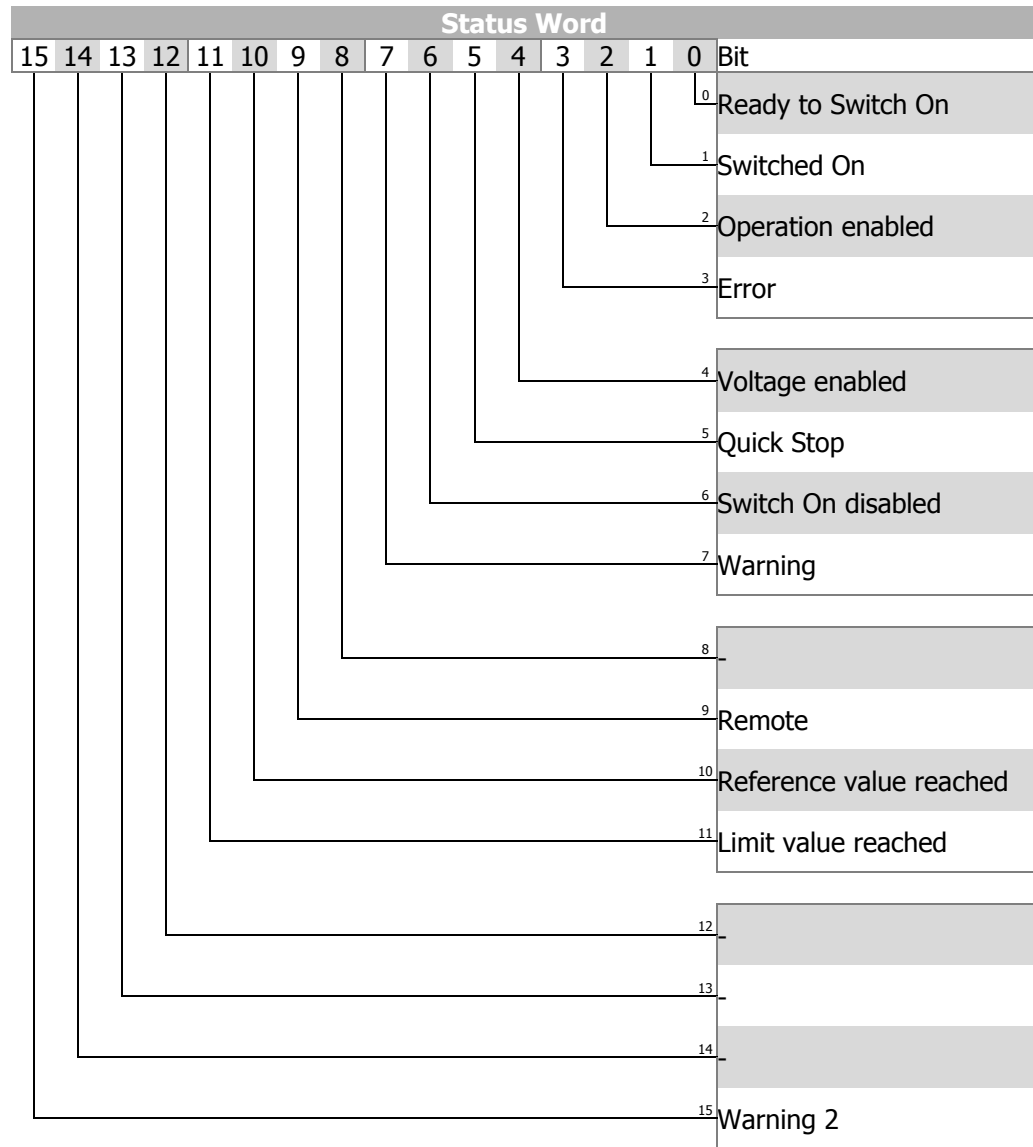 Status Word
15 14 13 12 11 10 9 8 7 6 5 4 3 2 1 0 Bit
0 Ready to Switch On
1 Switched On
2 Operation enabled
3 Error
4 Voltage enabled
5 Quick Stop
6 Switch On disabled
7 Warning
8 -
9 Remote
10 Reference value reached
11 Limit value reached
12 -
13 -
14 -
15 Warning 2